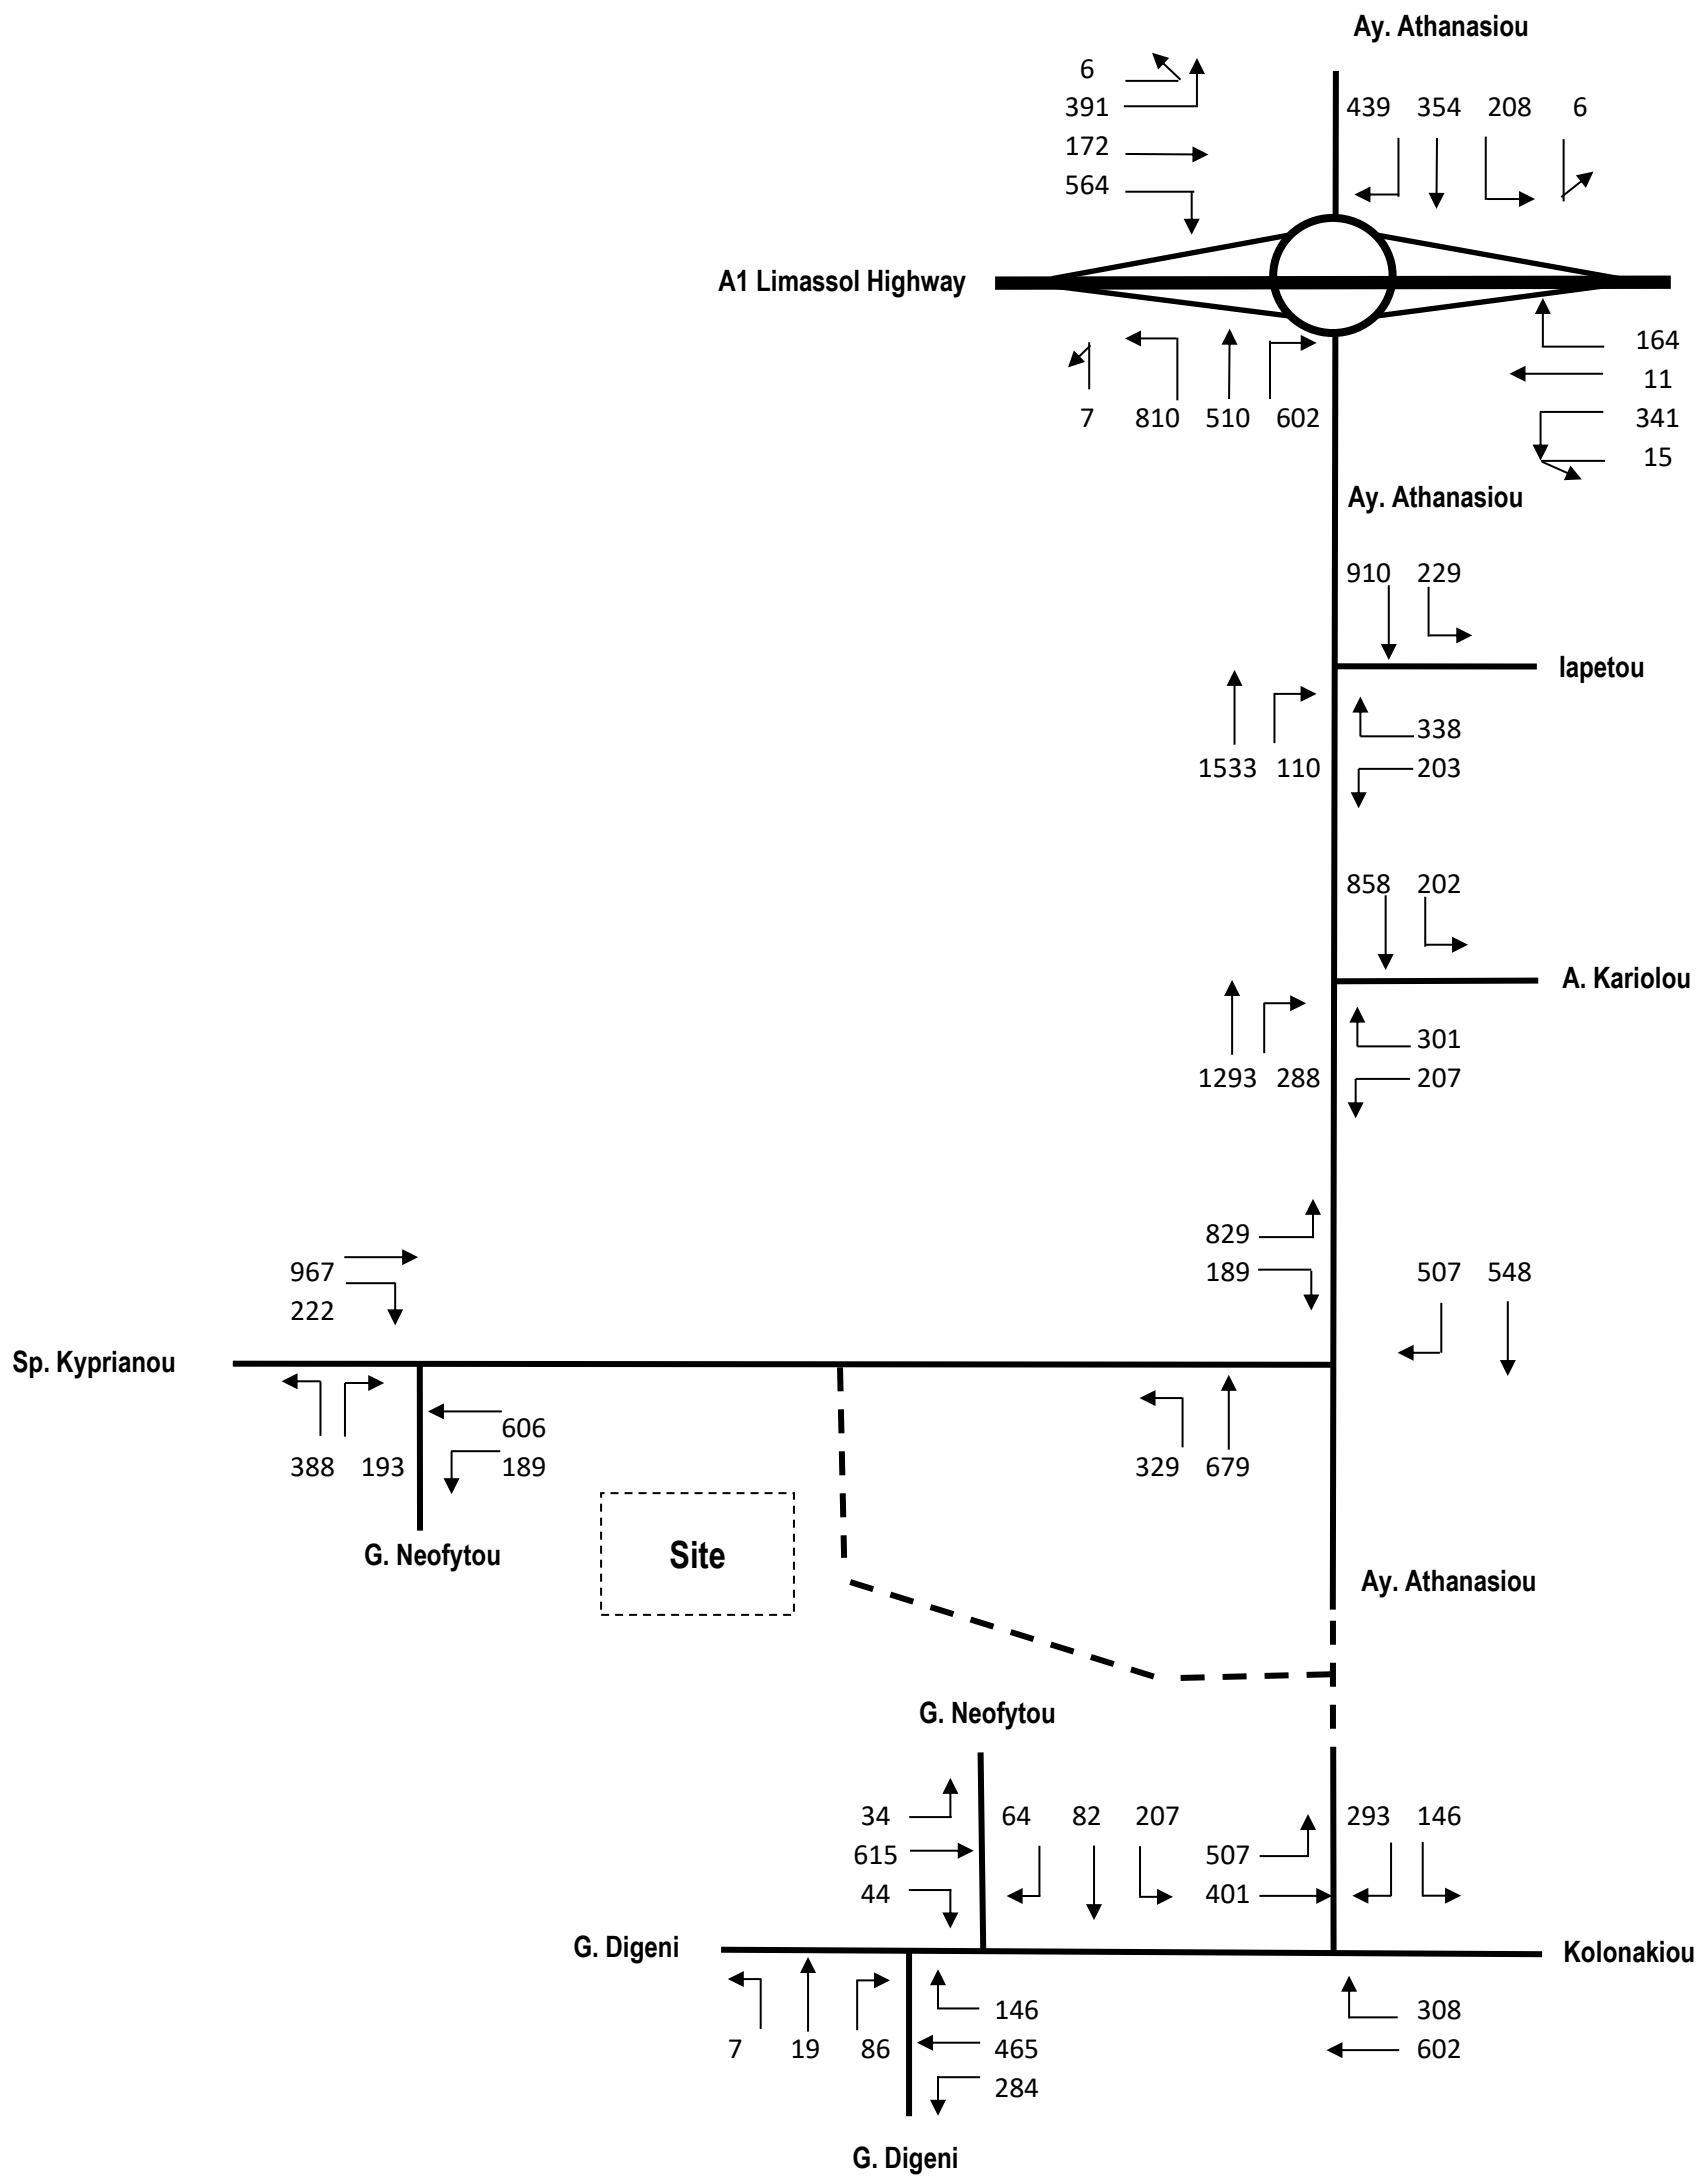 Ay. Athanasiou
6
391
172
564
439 354 208 6
A1 Limassol Highway
164
11
341
15
7 810 510 602
Ay. Athanasiou
910 229
Iapetou
338
203
1533 110
858 202
A. Kariolou
301
207
1293 288
829
189
507 548
967
222
Sp. Kyprianou
606
189
388 193
329 679
G. Neofytou
Site
Ay. Athanasiou
G. Neofytou
34
615
44
64 82 207
507
401
293 146
G. Digeni
Kolonakiou
146
465
284
7 19 86
308
602
G. Digeni